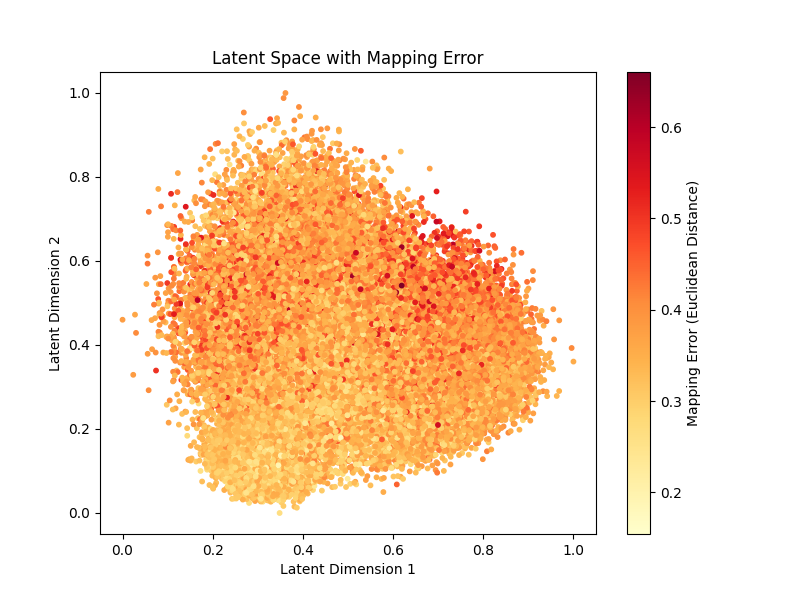 Latent Space with Mapping Error
1.0
0.8
0.6
0.4
0.2
0.0
Latent Dimension 2
0.0 0.2 0.4 0.6 0.8 1.0
Latent Dimension 1
0.6
0.5
0.4
0.3
0.2
Mapping Error (Euclidean Distance)